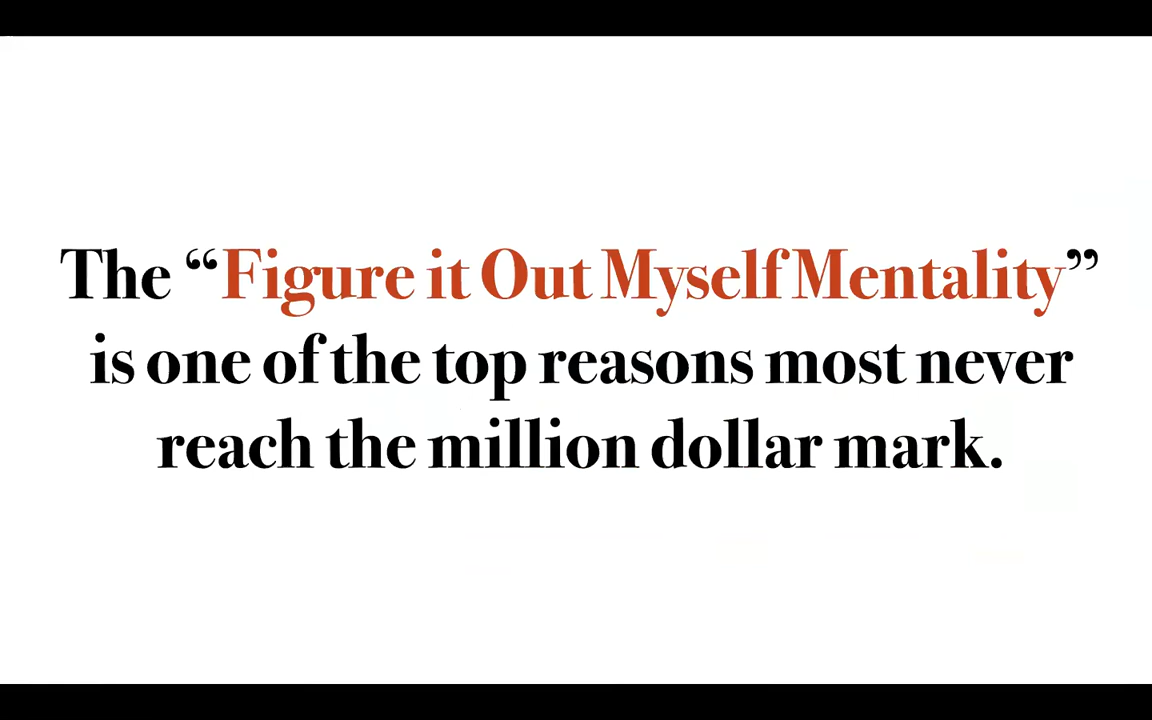 The “Figure it Out Myself Mentality”
is one of the top reasons most never
reach the million dollar mark.